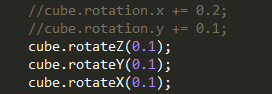 //cube.rotation.x += 0.2;
//cube.rotation.y += 0.1;
cube.rotateZ(0.1);
cube.rotateY(0.1);
cube.rotateX(0.1);